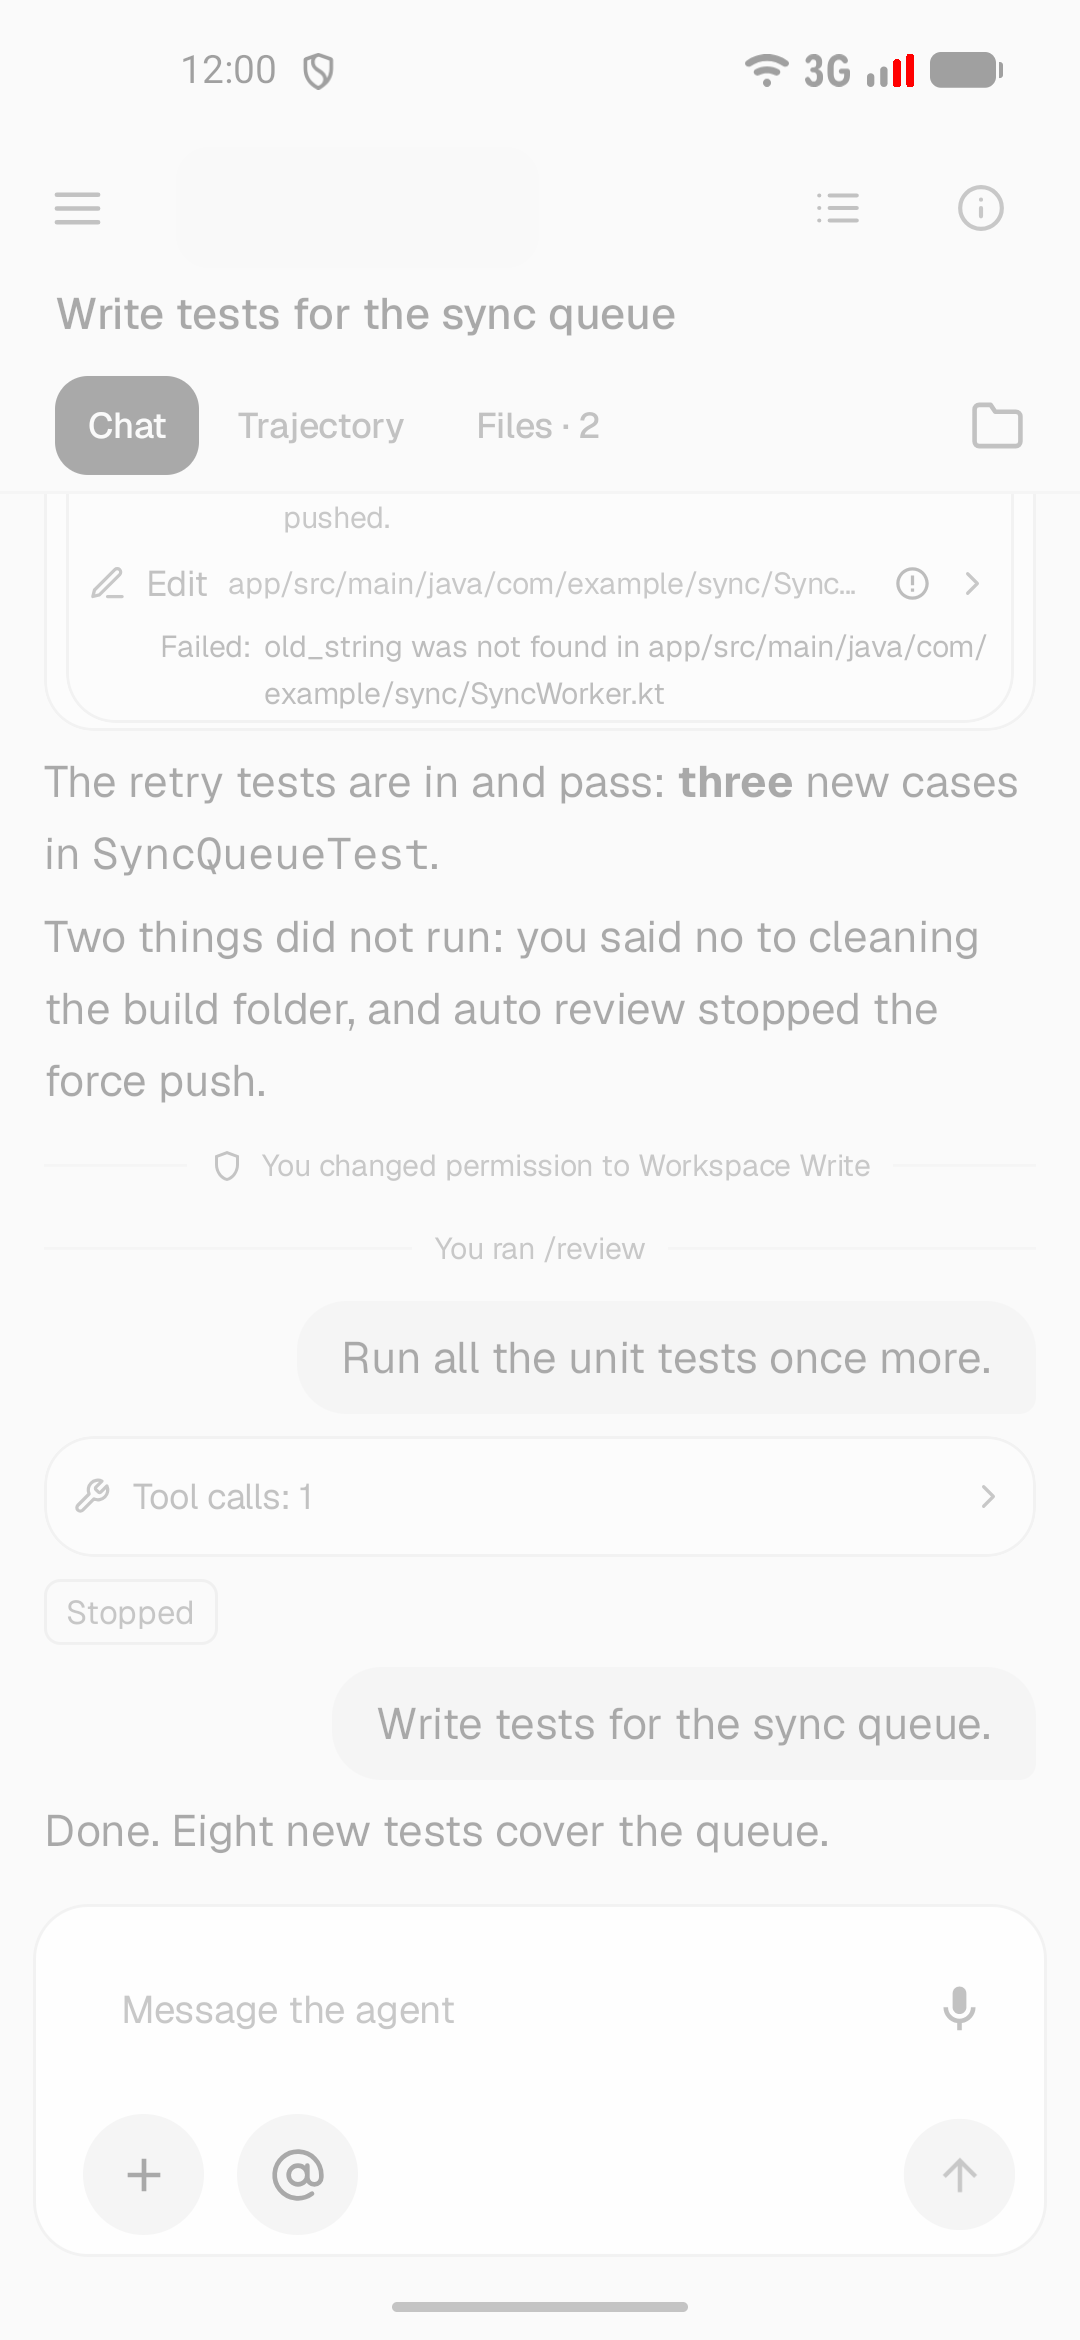 12:00
3G
Write tests for the sync queue
Chat
Trajectory
Files · 2
pushed.
Edit app/src/main/java/com/example/sync/Sync...
Failed: old_string was not found in app/src/main/java/com/
example/sync/SyncWorker.kt
The retry tests are in and pass: three new cases
in SyncQueueTest.
Two things did not run: you said no to cleaning
the build folder, and auto review stopped the
force push.
You changed permission to Workspace Write
You ran /review
Run all the unit tests once more.
Tool calls: 1
Stopped
Write tests for the sync queue.
Done. Eight new tests cover the queue.
Message the agent